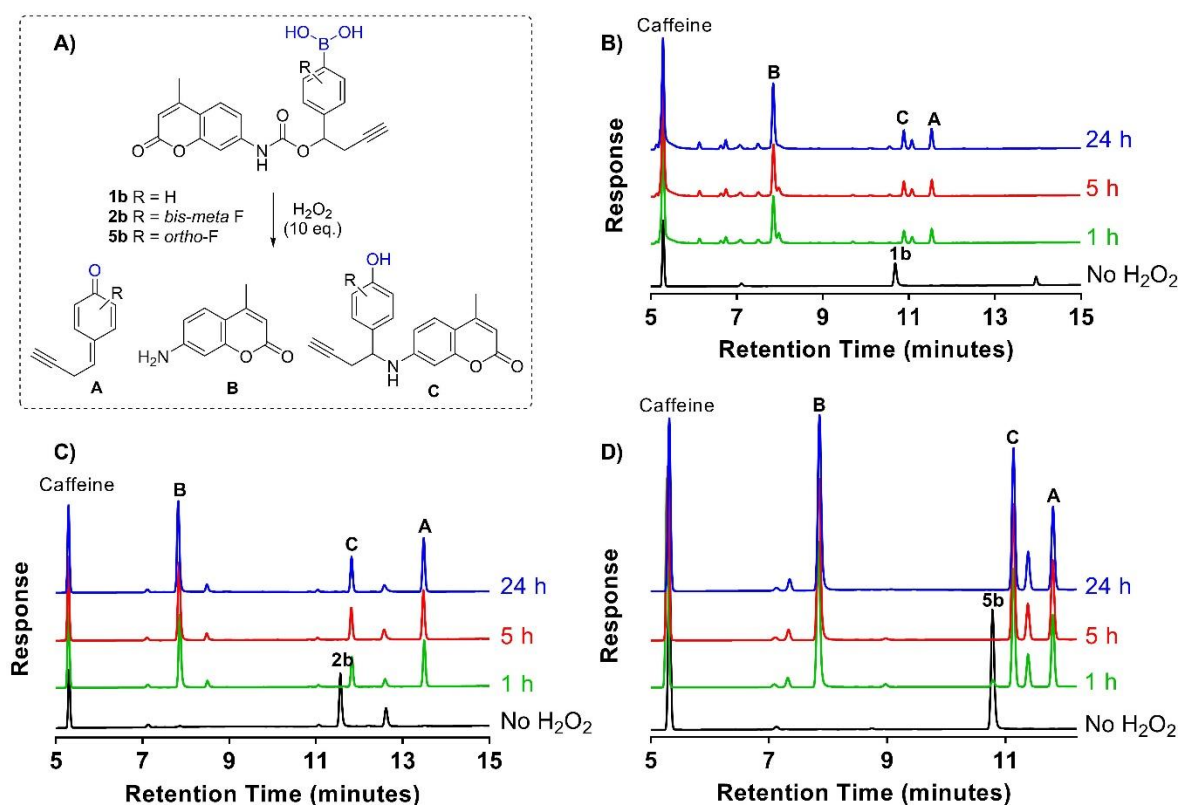 A)
HO OH
B
R
O
O O N
H
O
1b R = H
2b R = bis-meta F
5b R = ortho-F
H₂O₂
(10 eq.)
O
R
A
H₂N O O
B
OH
R
N
H
O O
C
B)
Caffeine
B
C A
24 h
5 h
1 h
1b
No H₂O₂
Response
5 7 9 11 13 15
Retention Time (minutes)
C)
Caffeine
B
C
A
24 h
5 h
2b
1 h
No H₂O₂
Response
5 7 9 11 13 15
Retention Time (minutes)
D)
Caffeine
B
C
A
24 h
5b
5 h
1 h
No H₂O₂
Response
5 7 9 11
Retention Time (minutes)